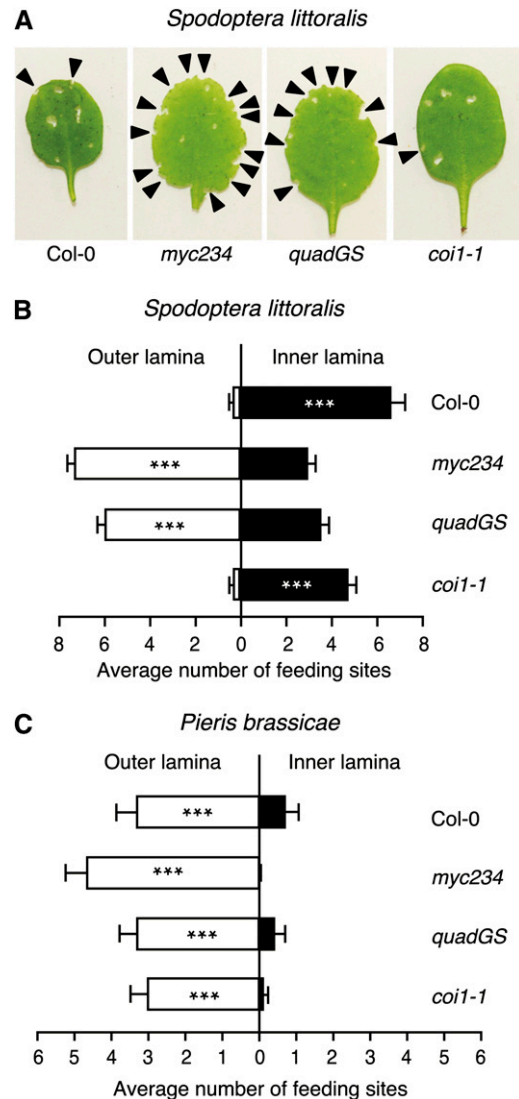 A Spodoptera littoralis
Col-0 myc234 quadGS coi1-1
B Spodoptera littoralis
Outer lamina Inner lamina
*** Col-0
*** myc234
*** quadGS
*** coi1-1
8 6 4 2 0 2 4 6 8
Average number of feeding sites
C Pieris brassicae
Outer lamina Inner lamina
*** Col-0
*** myc234
*** quadGS
*** coi1-1
6 5 4 3 2 1 0 1 2 3 4 5 6
Average number of feeding sites